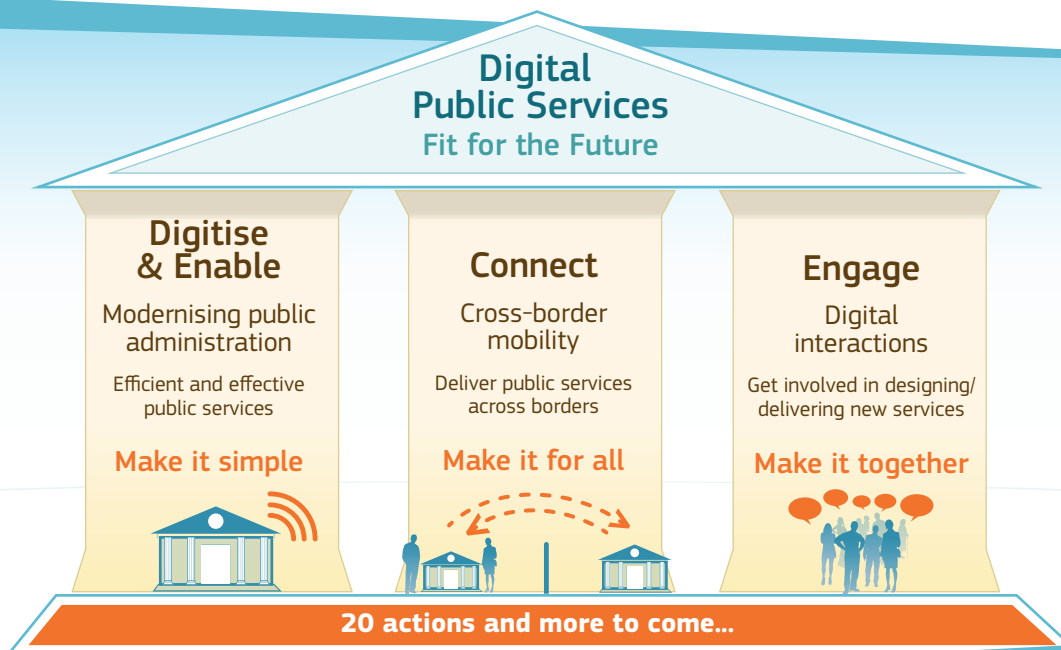 Digital
Public Services
Fit for the Future
Digitise
& Enable
Modernising public
administration
Efficient and effective
public services
Make it simple
Connect
Cross-border
mobility
Deliver public services
across borders
Make it for all
Engage
Digital
interactions
Get involved in designing/
delivering new services
Make it together
20 actions and more to come...